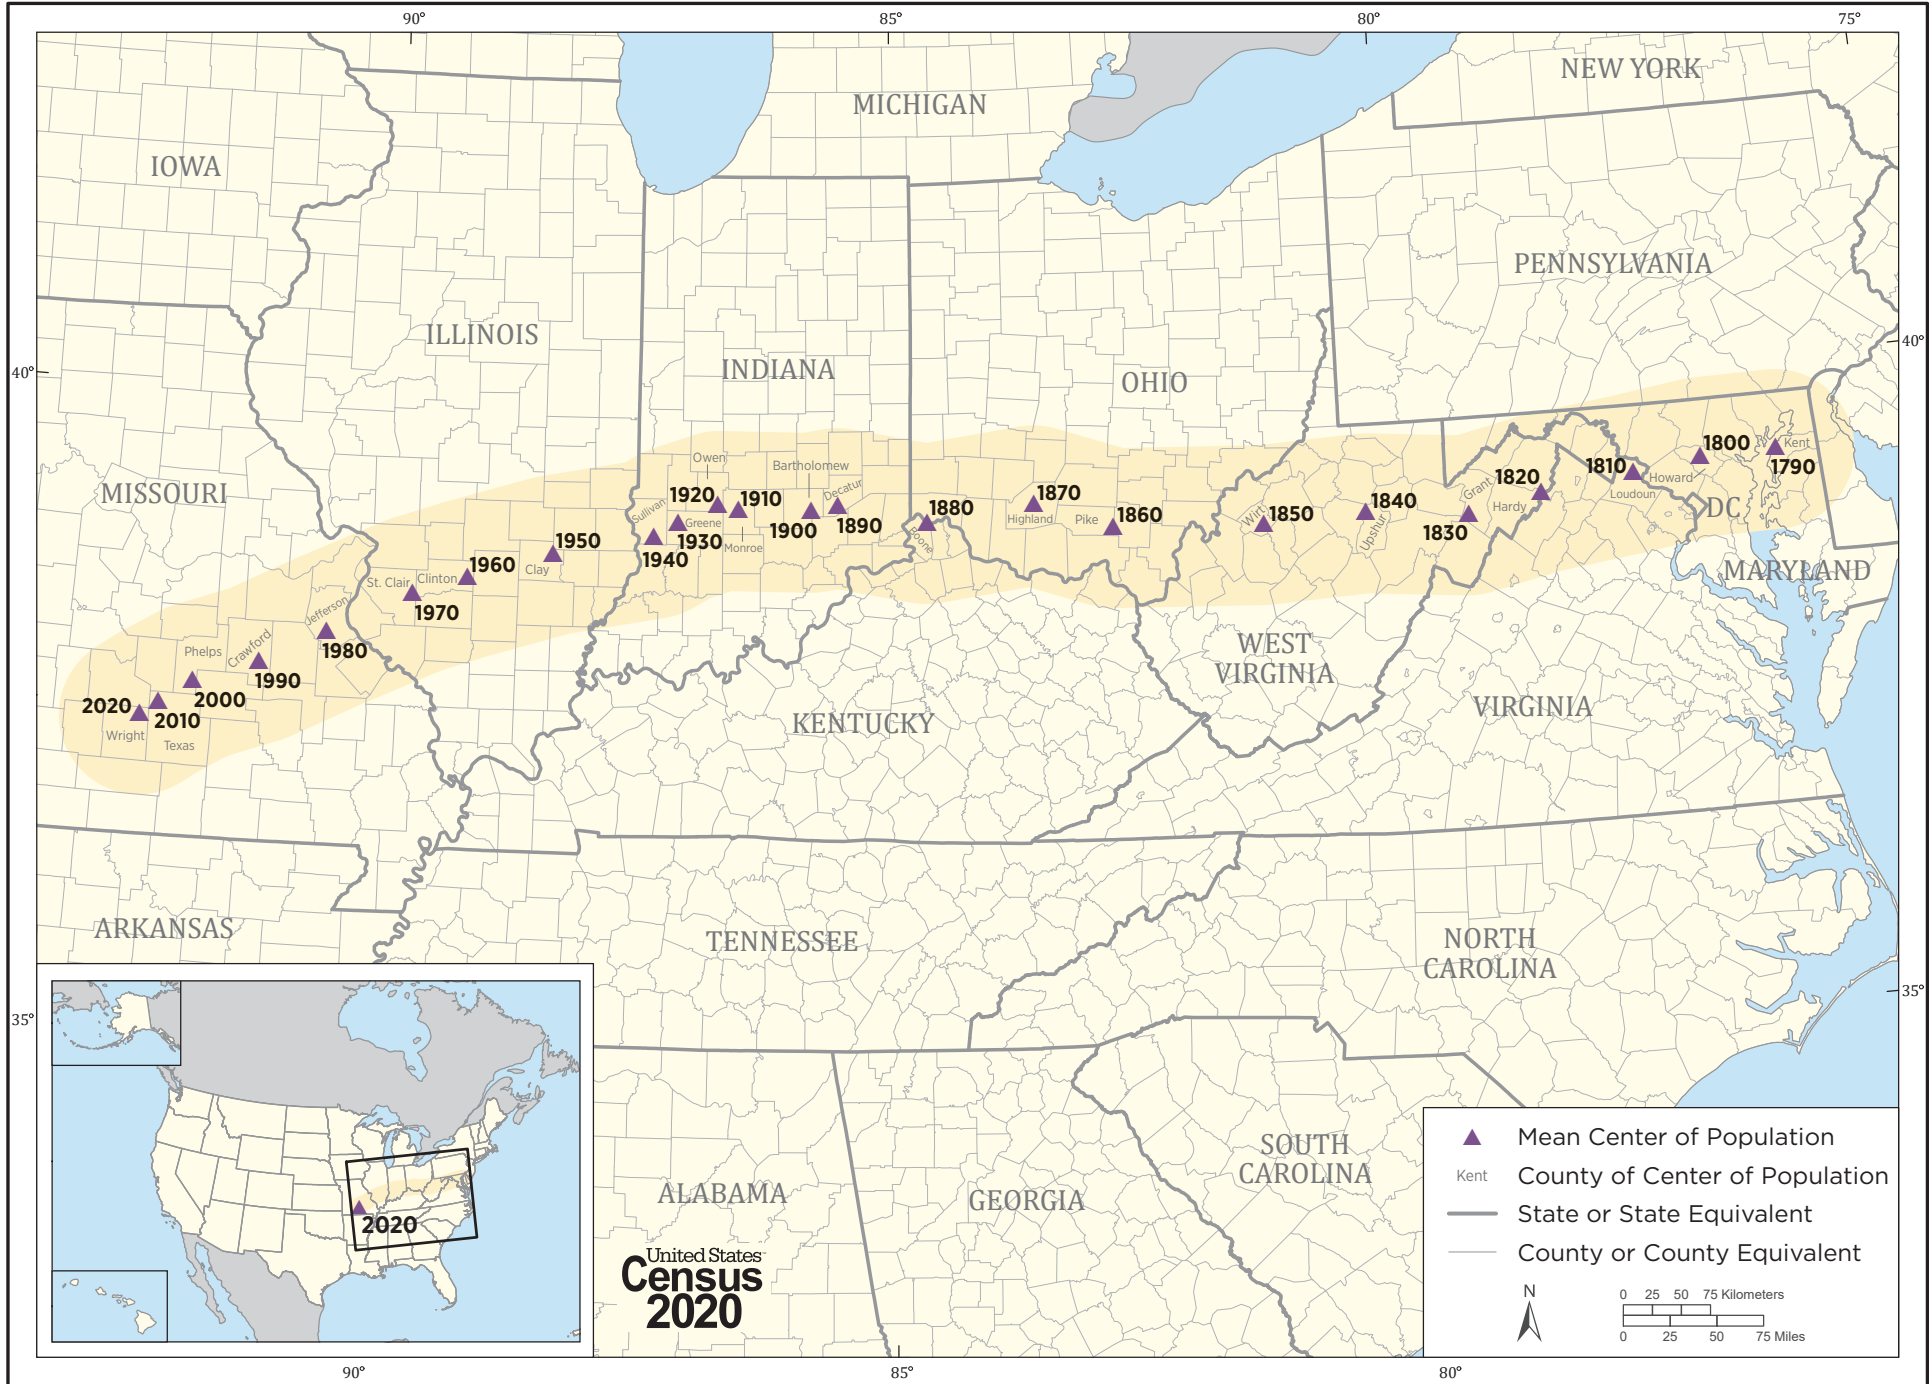 90°
85°
80°
75°
NEW YORK
MICHIGAN
IOWA
PENNSYLVANIA
ILLINOIS
INDIANA
OHIO
40°
40°
MISSOURI
Owen
Bartholomew
Decatur
Sullivan
Greene
Monroe
1920
1910
1900
1890
1930
1940
1880
Boone
1870
Highland
Pike
1860
Wirt
1850
1840
Upshur
1830
Grant
1820
Hardy
1810
Loudoun
Howard
1800
Kent
1790
DC
MARYLAND
1950
Clay
1960
Clinton
St. Clair
1970
Jefferson
1980
Crawford
1990
Phelps
2000
2020
2010
Wright
Texas
WEST
VIRGINIA
VIRGINIA
KENTUCKY
ARKANSAS
TENNESSEE
NORTH
CAROLINA
35°
35°
SOUTH
CAROLINA
ALABAMA
GEORGIA
2020
United States
Census
2020
Mean Center of Population
Kent County of Center of Population
State or State Equivalent
County or County Equivalent
N
0 25 50 75 Kilometers
0 25 50 75 Miles
90°
85°
80°